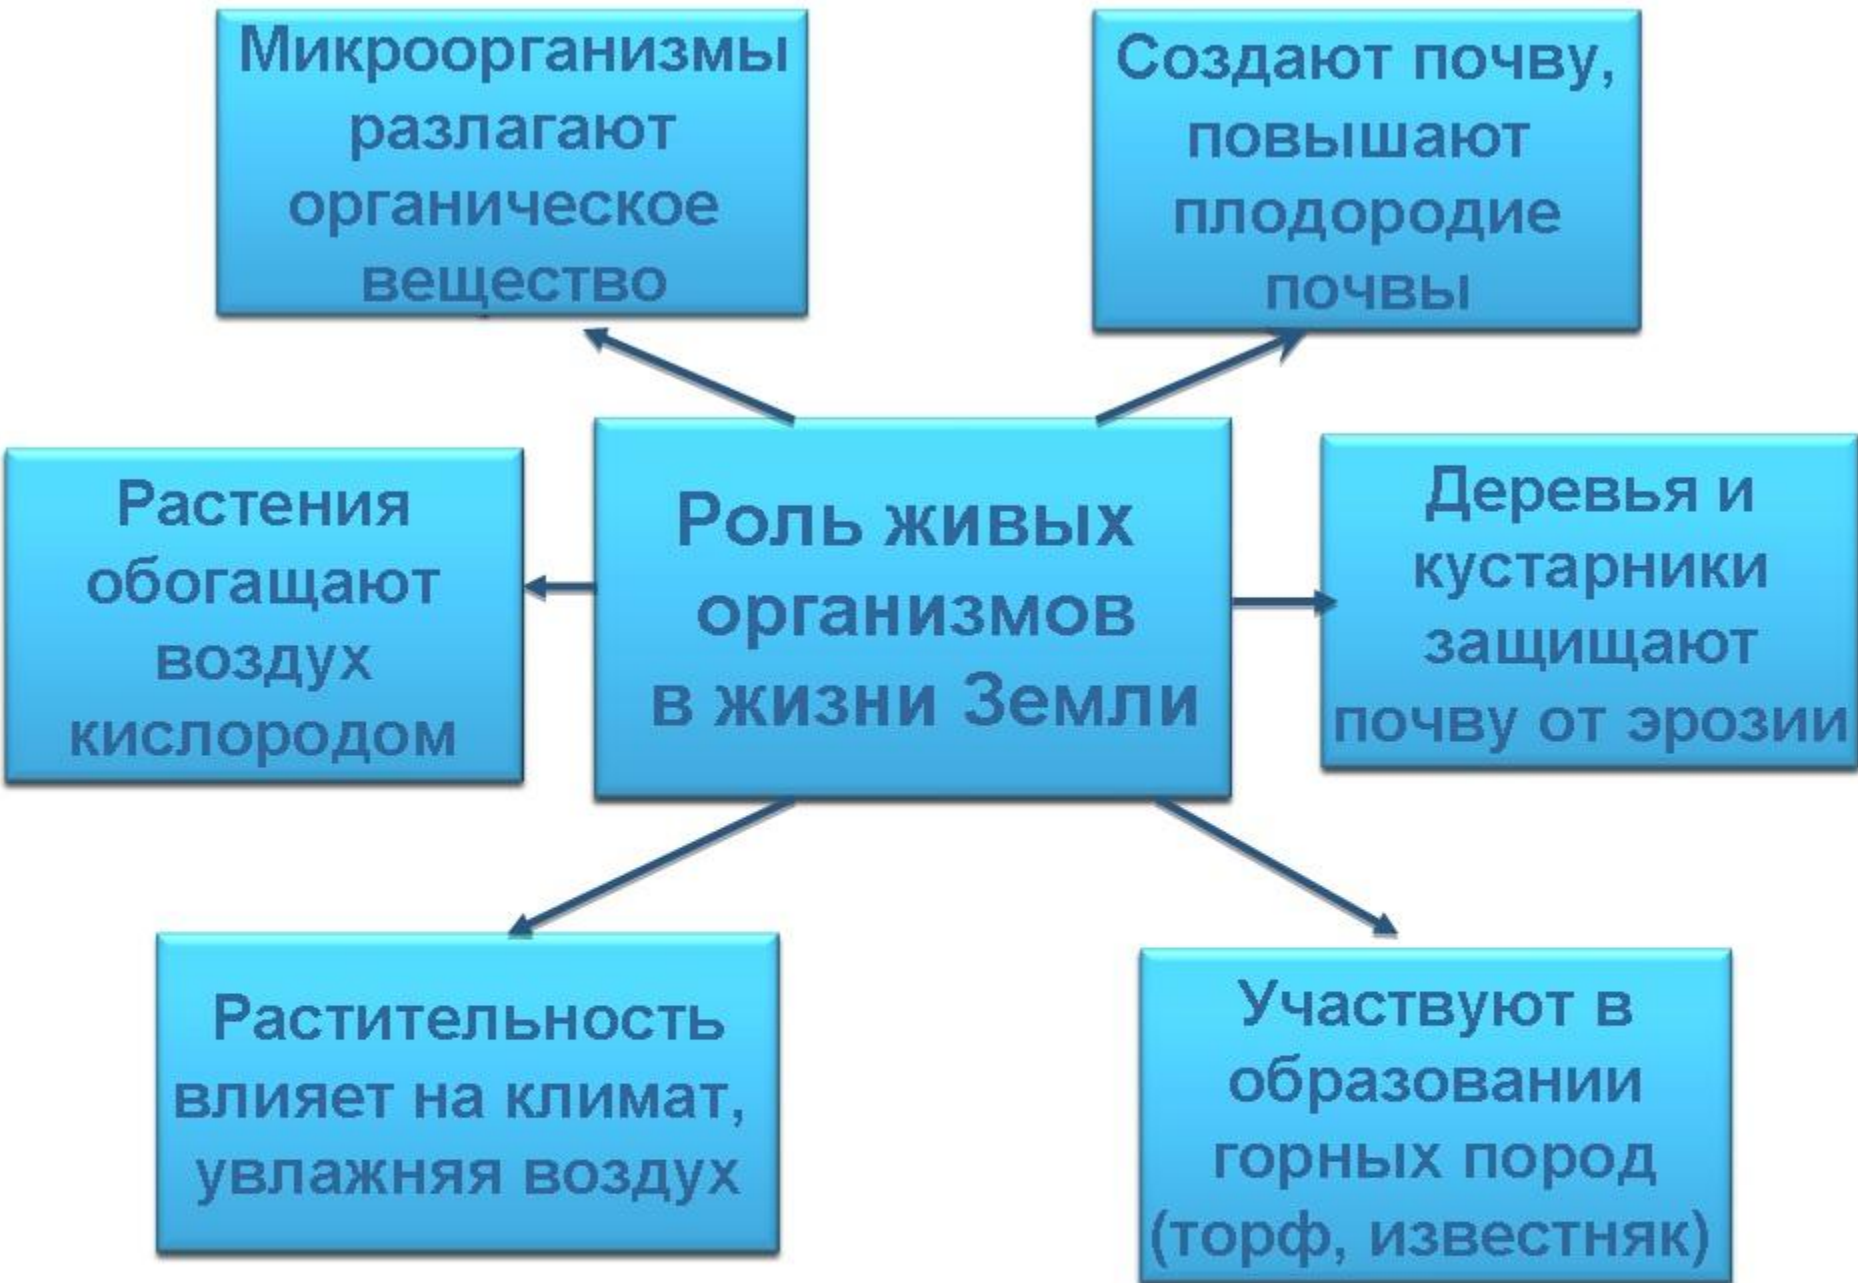 Микроорганизмы
разлагают
органическое
вещество
Создают почву,
повышают
плодородие
почвы
Растения
обогащают
воздух
кислородом
Роль живых
организмов
в жизни Земли
Деревья и
кустарники
защищают
почву от эрозии
Растительность
влияет на климат,
увлажняя воздух
Участвуют в
образовании
горных пород
(торф, известняк)